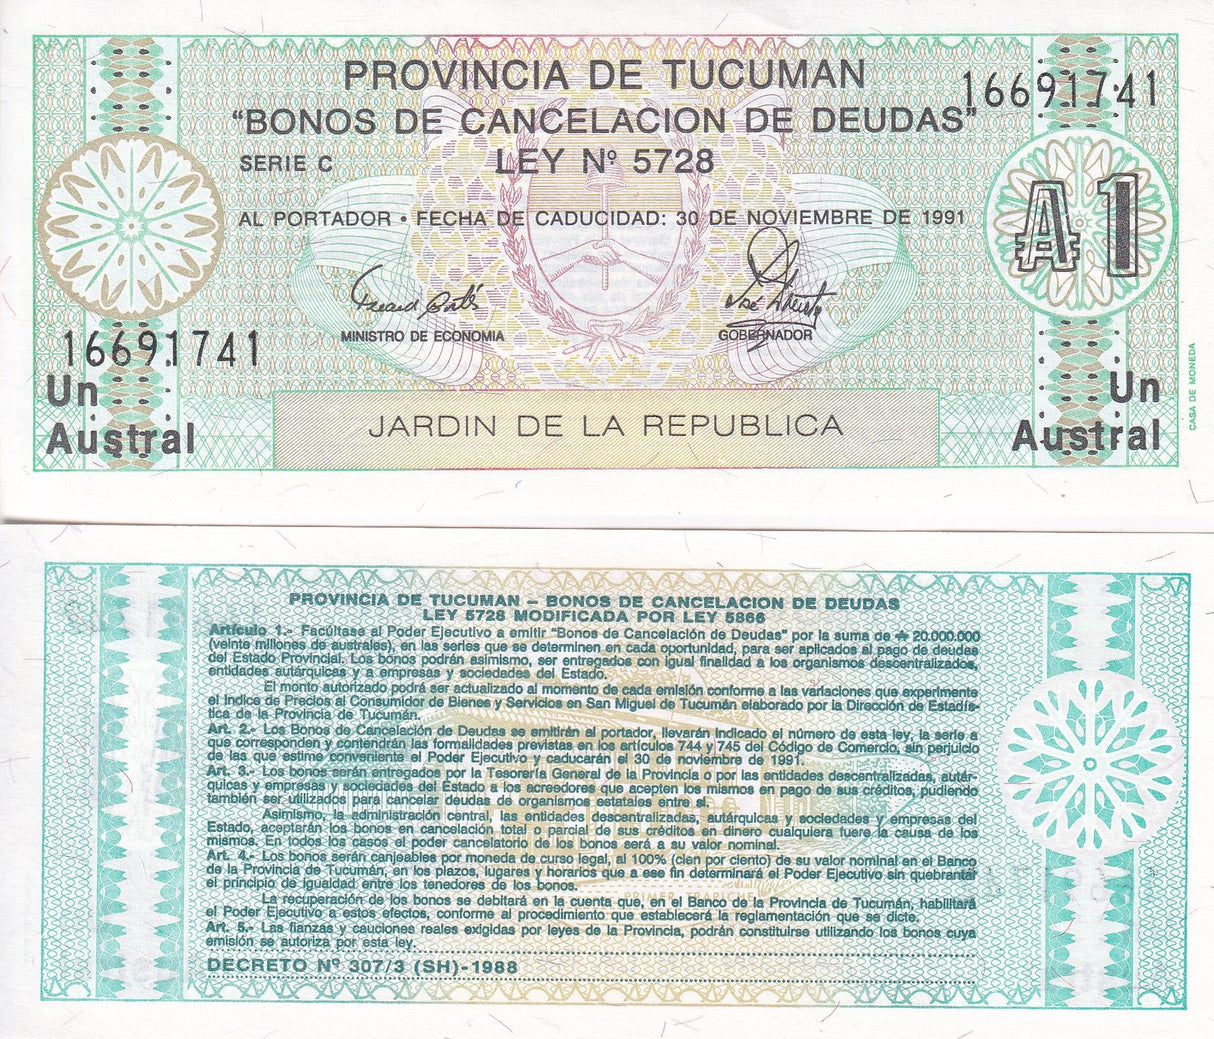 PROVINCIA DE TUCUMAN
16691741
"BONOS DE CANCELACION DE DEUDAS"
SERIE C
LEY Nº 5728
AL PORTADOR • FECHA DE CADUCIDAD: 30 DE NOVIEMBRE DE 1991
₳1
MINISTRO DE ECONOMIA
GOBERNADOR
16691741
Un
Austral
JARDIN DE LA REPUBLICA
Un
Austral
CASA DE MONEDA
PROVINCIA DE TUCUMAN – BONOS DE CANCELACION DE DEUDAS
LEY 5728 MODIFICADA POR LEY 5866
Artículo 1.- Facúltase al Poder Ejecutivo a emitir "Bonos de Cancelación de Deudas" por la suma de ₳ 20.000.000
(veinte millones de australes), en las series que se determinen en cada oportunidad, para ser aplicados al pago de deudas
del Estado Provincial. Los bonos podrán asimismo, ser entregados con igual finalidad a los organismos descentralizados,
entidades autárquicas y a empresas y sociedades del Estado.
El monto autorizado podrá ser actualizado al momento de cada emisión conforme a las variaciones que experimente
el Indice de Precios al Consumidor de Bienes y Servicios en San Miguel de Tucumán elaborado por la Dirección de Estadís-
tica de la Provincia de Tucumán.
Art. 2.- Los Bonos de Cancelación de Deudas se emitirán al portador, llevarán indicado el número de esta ley, la serie a
que corresponden y contendrán las formalidades previstas en los artículos 744 y 745 del Código de Comercio, sin perjuicio
de las que estime conveniente el Poder Ejecutivo y caducarán el 30 de noviembre de 1991.
Art. 3.- Los bonos serán entregados por la Tesorería General de la Provincia o por las entidades descentralizadas, autár-
quicas y empresas y sociedades del Estado a los acreedores que acepten los mismos en pago de sus créditos, pudiendo
también ser utilizados para cancelar deudas de organismos estatales entre sí.
Asimismo, la administración central, las entidades descentralizadas, autárquicas y sociedades y empresas del
Estado, aceptarán los bonos en cancelación total o parcial de sus créditos en dinero cualquiera fuere la causa de los
mismos. En todos los casos el poder cancelatorio de los bonos será a su valor nominal.
Art. 4.- Los bonos serán canjeables por moneda de curso legal, al 100% (cien por ciento) de su valor nominal en el Banco
de la Provincia de Tucumán, en los plazos, lugares y horarios que a ese fin determinará el Poder Ejecutivo sin quebrantar
el principio de igualdad entre los tenedores de los bonos.
PRIMER TRAPICHE
La recuperación de los bonos se debitará en la cuenta que, en el Banco de la Provincia de Tucumán, habilitará
el Poder Ejecutivo a estos efectos, conforme al procedimiento que establecerá la reglamentación que se dicte.
Art. 5.- Las fianzas y cauciones reales exigidas por leyes de la Provincia, podrán constituirse utilizando los bonos cuya
emisión se autoriza por esta ley.
DECRETO Nº 307/3 (SH)-1988